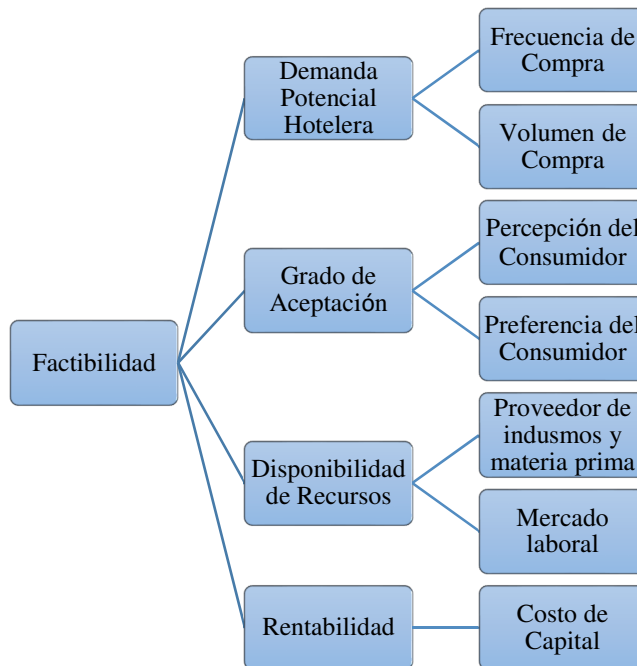 Factibilidad
Demanda
Potencial
Hotelera
Frecuencia de
Compra
Volumen de
Compra
Grado de
Aceptación
Percepción del
Consumidor
Preferencia del
Consumidor
Disponibilidad
de Recursos
Proveedor de
indusmos y
materia prima
Mercado
laboral
Rentabilidad
Costo de
Capital